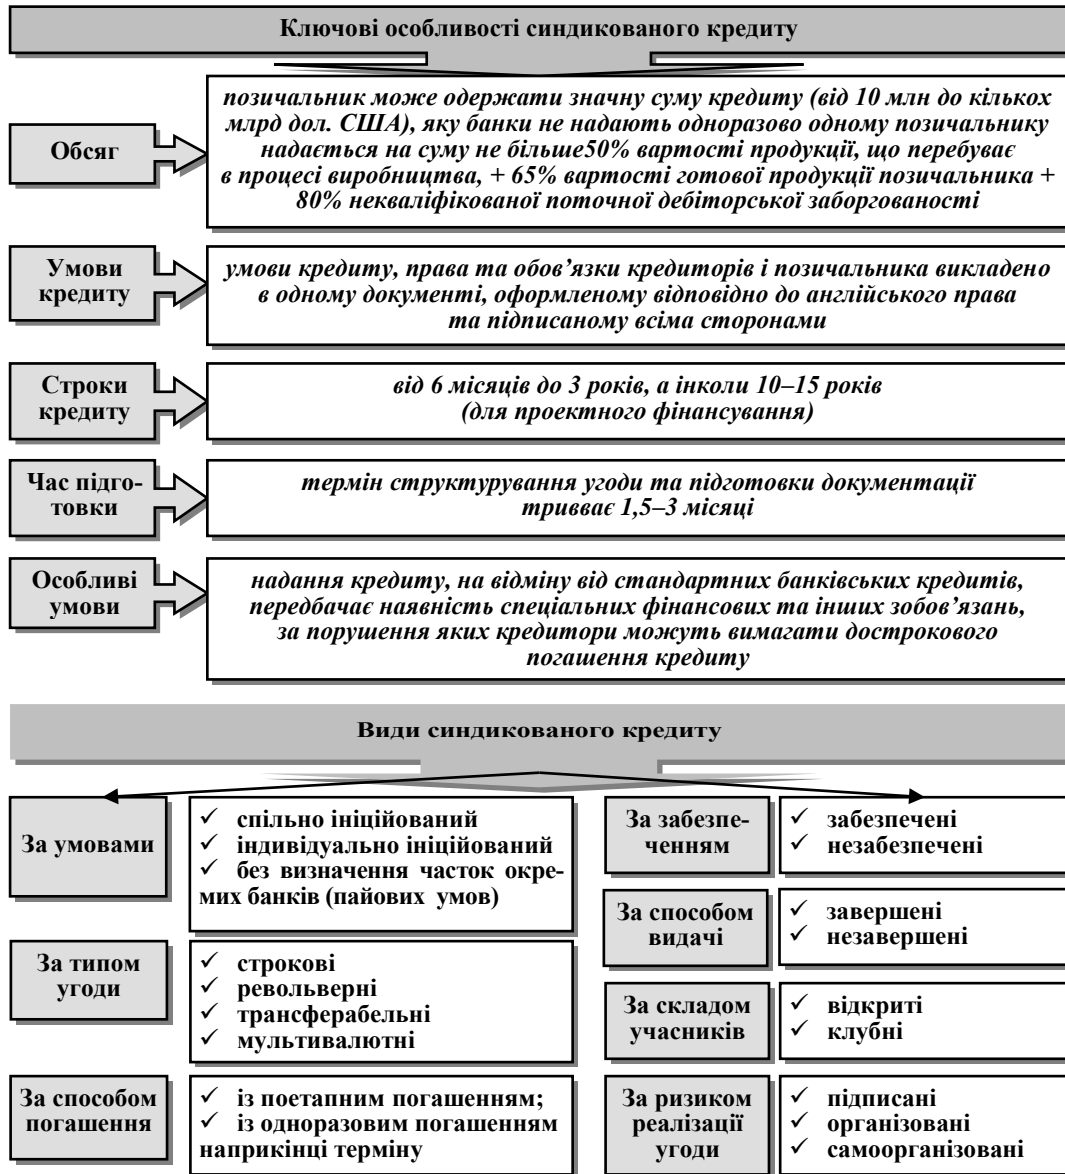 Ключові особливості синдикованого кредиту
Обсяг
позичальник може одержати значну суму кредиту (від 10 млн до кількох
млрд дол. США), яку банки не надають одноразово одному позичальнику
надається на суму не більше50% вартості продукції, що перебуває
в процесі виробництва, + 65% вартості готової продукції позичальника +
80% некваліфікованої поточної дебіторської заборгованості
Умови
кредиту
умови кредиту, права та обов’язки кредиторів і позичальника викладено
в одному документі, оформленому відповідно до англійського права
та підписаному всіма сторонами
Строки
кредиту
від 6 місяців до 3 років, а інколи 10–15 років
(для проектного фінансування)
Час підго-
товки
термін структурування угоди та підготовки документації
тривває 1,5–3 місяці
Особливі
умови
надання кредиту, на відміну від стандартних банківських кредитів,
передбачає наявність спеціальних фінансових та інших зобов’язань,
за порушення яких кредитори можуть вимагати дострокового
погашення кредиту
Види синдикованого кредиту
За умовами
✓ спільно ініційований
✓ індивідуально ініційований
✓ без визначення часток окре-
мих банків (пайових умов)
За типом
угоди
✓ строкові
✓ револьверні
✓ трансферабельні
✓ мультивалютні
За способом
погашення
✓ із поетапним погашенням;
✓ із одноразовим погашенням
наприкінці терміну
За забезпе-
ченням
✓ забезпечені
✓ незабезпечені
За способом
видачі
✓ завершені
✓ незавершені
За складом
учасників
✓ відкриті
✓ клубні
За ризиком
реалізації
угоди
✓ підписані
✓ організовані
✓ самоорганізовані